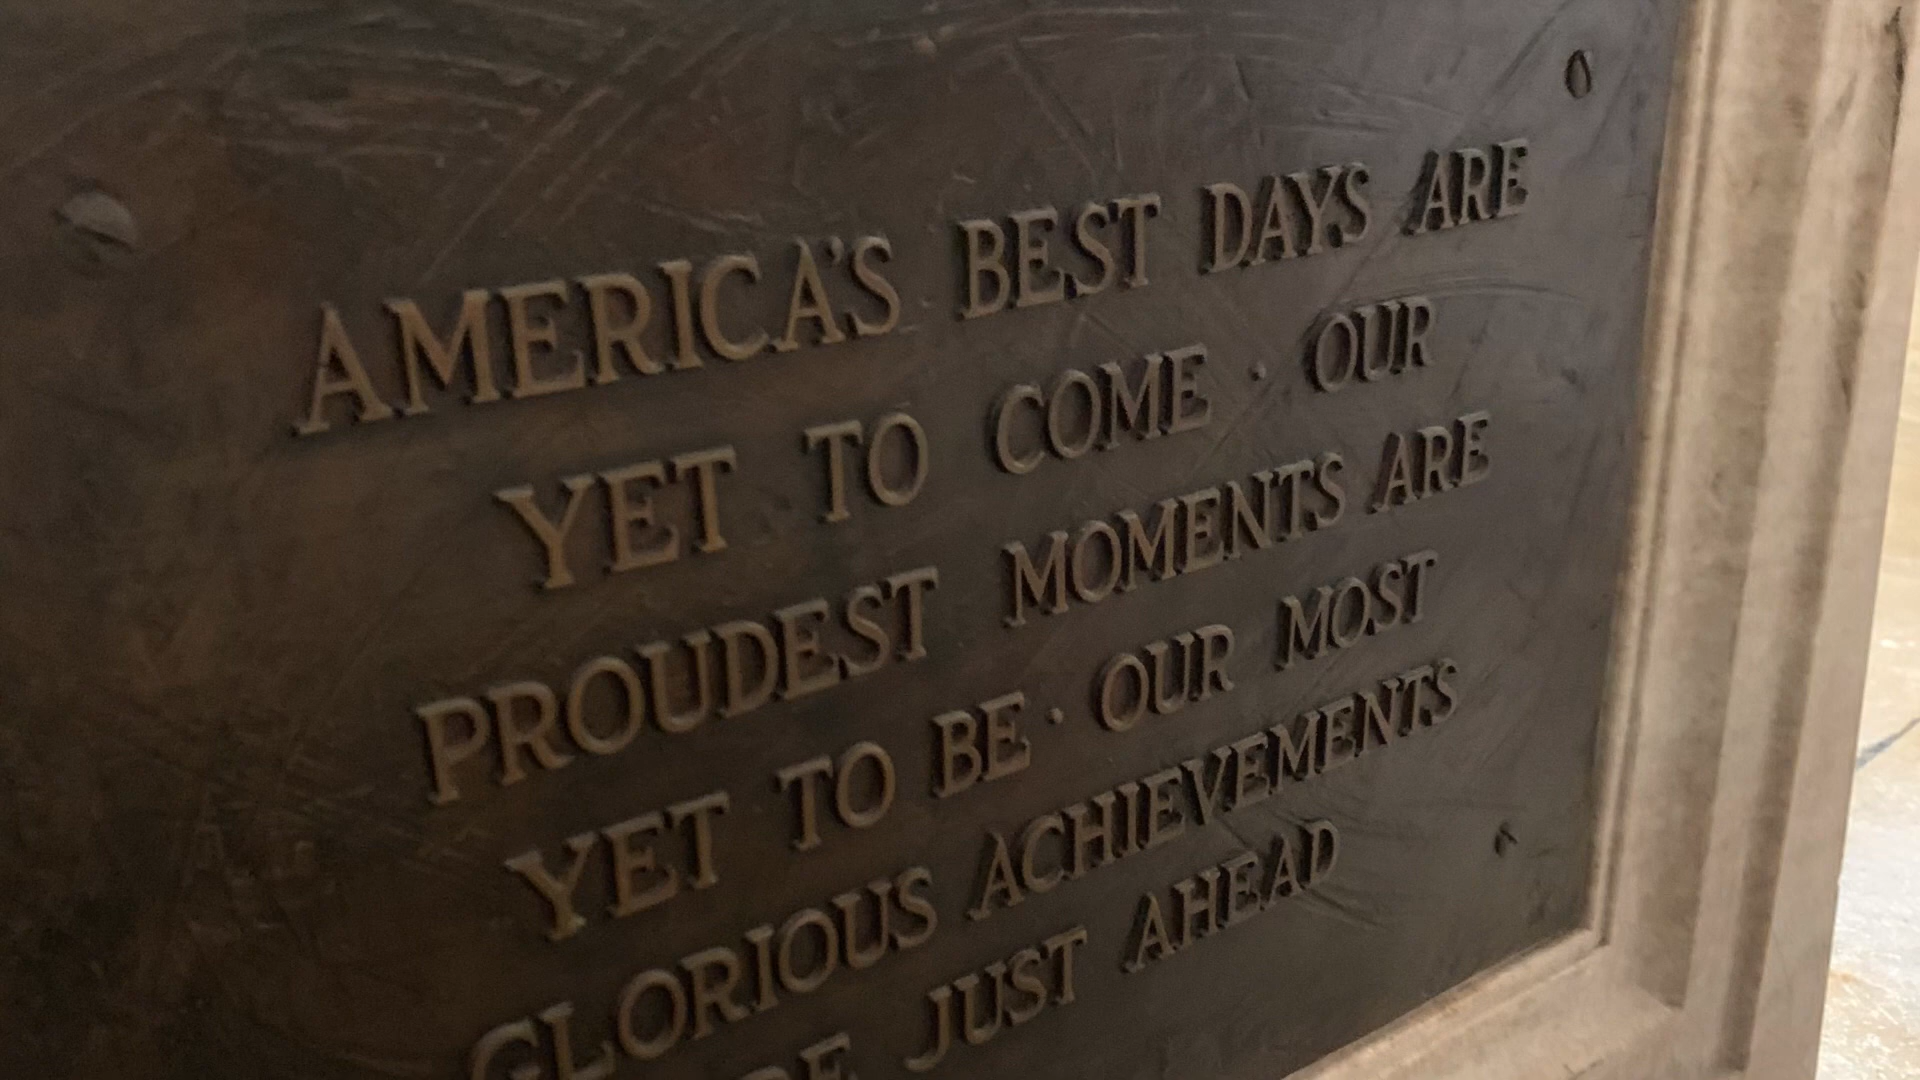 AMERICA'S BEST DAYS ARE
YET TO COME · OUR
PROUDEST MOMENTS ARE
YET TO BE · OUR MOST
GLORIOUS ACHIEVEMENTS
JUST AHEAD